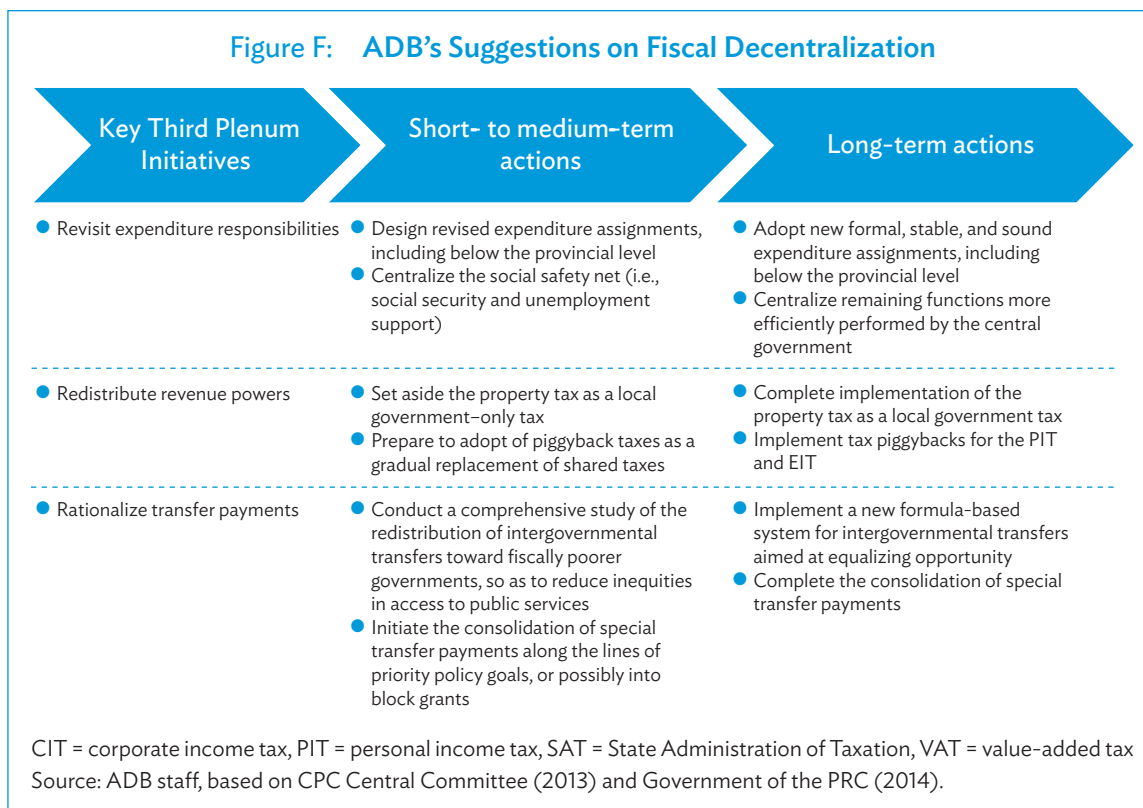 Figure F: ADB's Suggestions on Fiscal Decentralization
Key Third Plenum
Initiatives
Short- to medium-term
actions
Long-term actions
● Revisit expenditure responsibilities
● Design revised expenditure assignments,
including below the provincial level
● Centralize the social safety net (i.e.,
social security and unemployment
support)
● Adopt new formal, stable, and sound
expenditure assignments, including
below the provincial level
● Centralize remaining functions more
efficiently performed by the central
government
● Redistribute revenue powers
● Set aside the property tax as a local
government–only tax
● Prepare to adopt of piggyback taxes as a
gradual replacement of shared taxes
● Complete implementation of the
property tax as a local government tax
● Implement tax piggybacks for the PIT
and EIT
● Rationalize transfer payments
● Conduct a comprehensive study of the
redistribution of intergovernmental
transfers toward fiscally poorer
governments, so as to reduce inequities
in access to public services
● Initiate the consolidation of special
transfer payments along the lines of
priority policy goals, or possibly into
block grants
● Implement a new formula-based
system for intergovernmental transfers
aimed at equalizing opportunity
● Complete the consolidation of special
transfer payments
CIT = corporate income tax, PIT = personal income tax, SAT = State Administration of Taxation, VAT = value-added tax
Source: ADB staff, based on CPC Central Committee (2013) and Government of the PRC (2014).